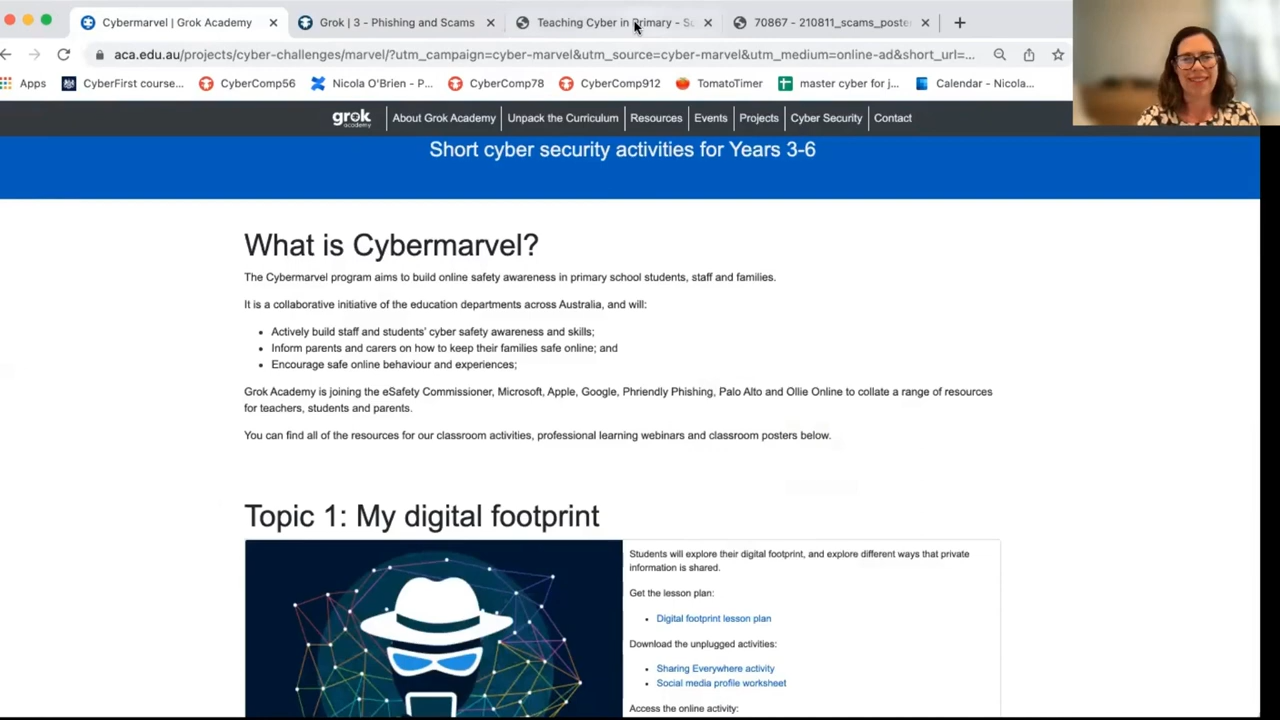 Cybermarvel | Grok Academy
Grok | 3 - Phishing and Scams
Teaching Cyber in Primary - Sc
70867 - 210811_scams_poster
aca.edu.au/projects/cyber-challenges/marvel/?utm_campaign=cyber-marvel&utm_source=cyber-marvel&utm_medium=online-ad&short_url=...
Apps
CyberFirst course...
CyberComp56
Nicola O'Brien - P...
CyberComp78
CyberComp912
TomatoTimer
master cyber for j...
Calendar - Nicola...
grok academy
About Grok Academy
Unpack the Curriculum
Resources
Events
Projects
Cyber Security
Contact
Short cyber security activities for Years 3-6
What is Cybermarvel?
The Cybermarvel program aims to build online safety awareness in primary school students, staff and families.
It is a collaborative initiative of the education departments across Australia, and will:
• Actively build staff and students' cyber safety awareness and skills;
• Inform parents and carers on how to keep their families safe online; and
• Encourage safe online behaviour and experiences;
Grok Academy is joining the eSafety Commissioner, Microsoft, Apple, Google, Phriendly Phishing, Palo Alto and Ollie Online to collate a range of resources
for teachers, students and parents.
You can find all of the resources for our classroom activities, professional learning webinars and classroom posters below.
Topic 1: My digital footprint
Students will explore their digital footprint, and explore different ways that private
information is shared.
Get the lesson plan:
• Digital footprint lesson plan
Download the unplugged activities:
• Sharing Everywhere activity
• Social media profile worksheet
Access the online activity: